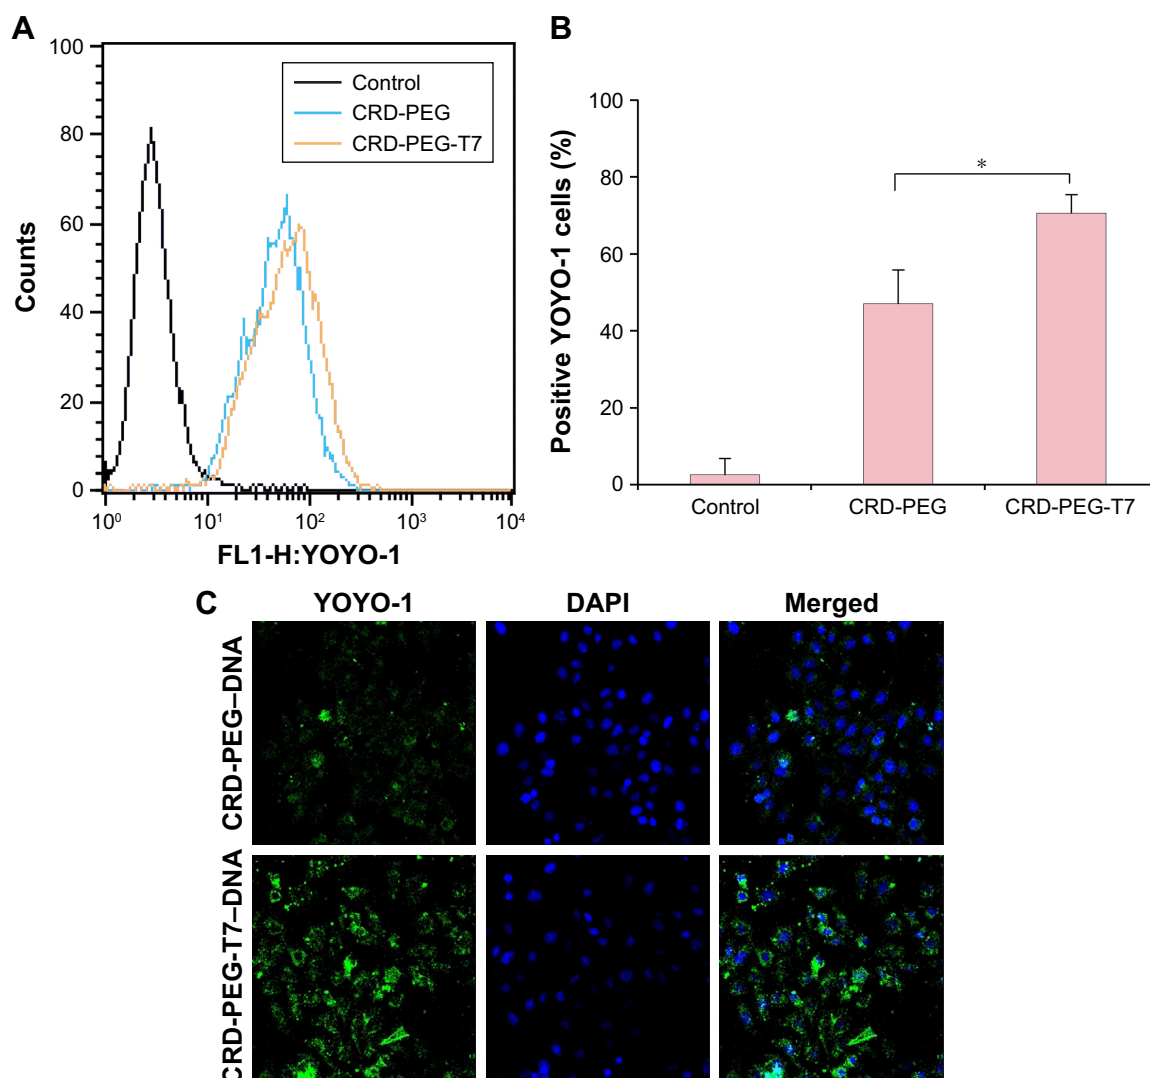 A
100
80
60
40
20
0
Counts
Control
CRD-PEG
CRD-PEG-T7
10⁰
10¹
10²
10³
10⁴
FL1-H:YOYO-1
B
100
80
60
40
20
0
Positive YOYO-1 cells (%)
*
Control
CRD-PEG
CRD-PEG-T7
C
YOYO-1
DAPI
Merged
CRD-PEG–DNA
CRD-PEG-T7–DNA